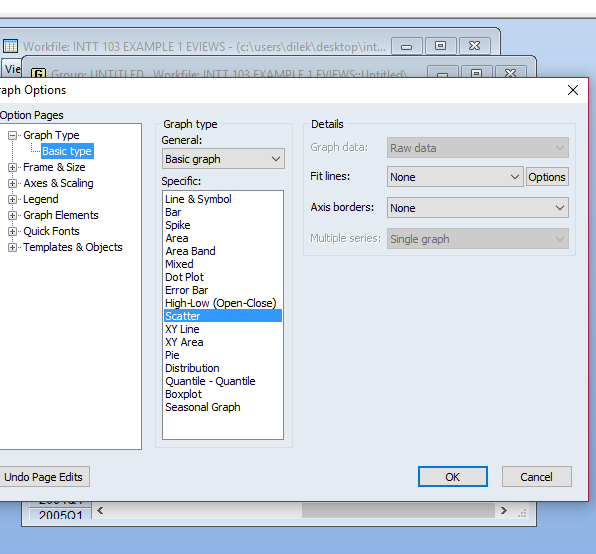 Workfile: INTT 103 EXAMPLE 1 EVIEWS - (c:\users\dilek\desktop\int...
Vie
G Group: UNTITLED Workfile: INTT 103 EXAMPLE 1 EVIEWS::Untitled\
raph Options
Option Pages
Graph Type
Basic type
Frame & Size
Axes & Scaling
Legend
Graph Elements
Quick Fonts
Templates & Objects
Graph type
General:
Basic graph
Specific:
Line & Symbol
Bar
Spike
Area
Area Band
Mixed
Dot Plot
Error Bar
High-Low (Open-Close)
Scatter
XY Line
XY Area
Pie
Distribution
Quantile - Quantile
Boxplot
Seasonal Graph
Details
Graph data: Raw data
Fit lines: None Options
Axis borders: None
Multiple series: Single graph
Undo Page Edits
OK
Cancel
2005Q1